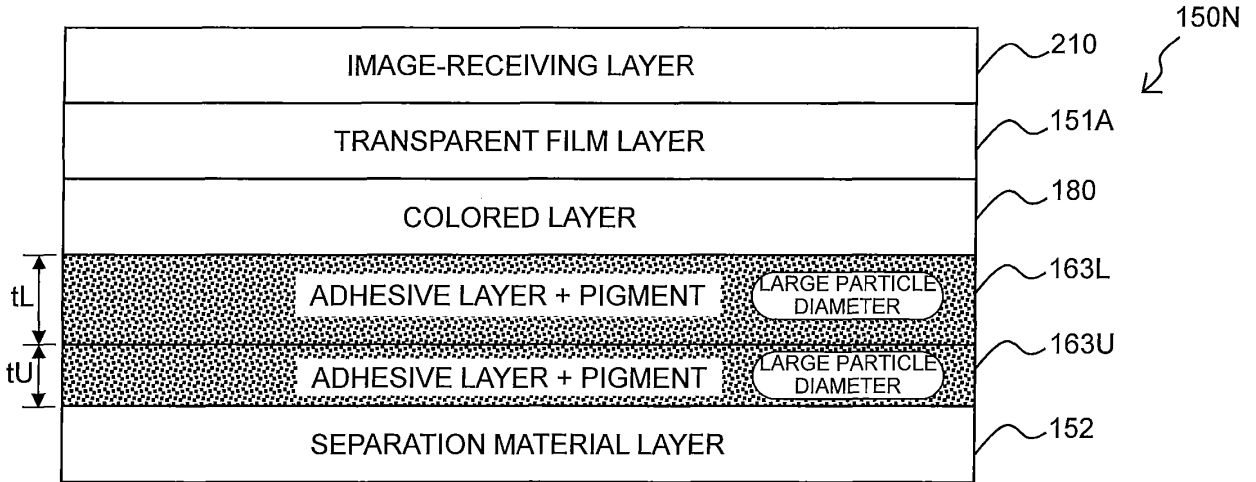 150N
IMAGE-RECEIVING LAYER
210
TRANSPARENT FILM LAYER
151A
COLORED LAYER
180
tL
ADHESIVE LAYER + PIGMENT
LARGE PARTICLE
DIAMETER
163L
tU
ADHESIVE LAYER + PIGMENT
LARGE PARTICLE
DIAMETER
163U
SEPARATION MATERIAL LAYER
152